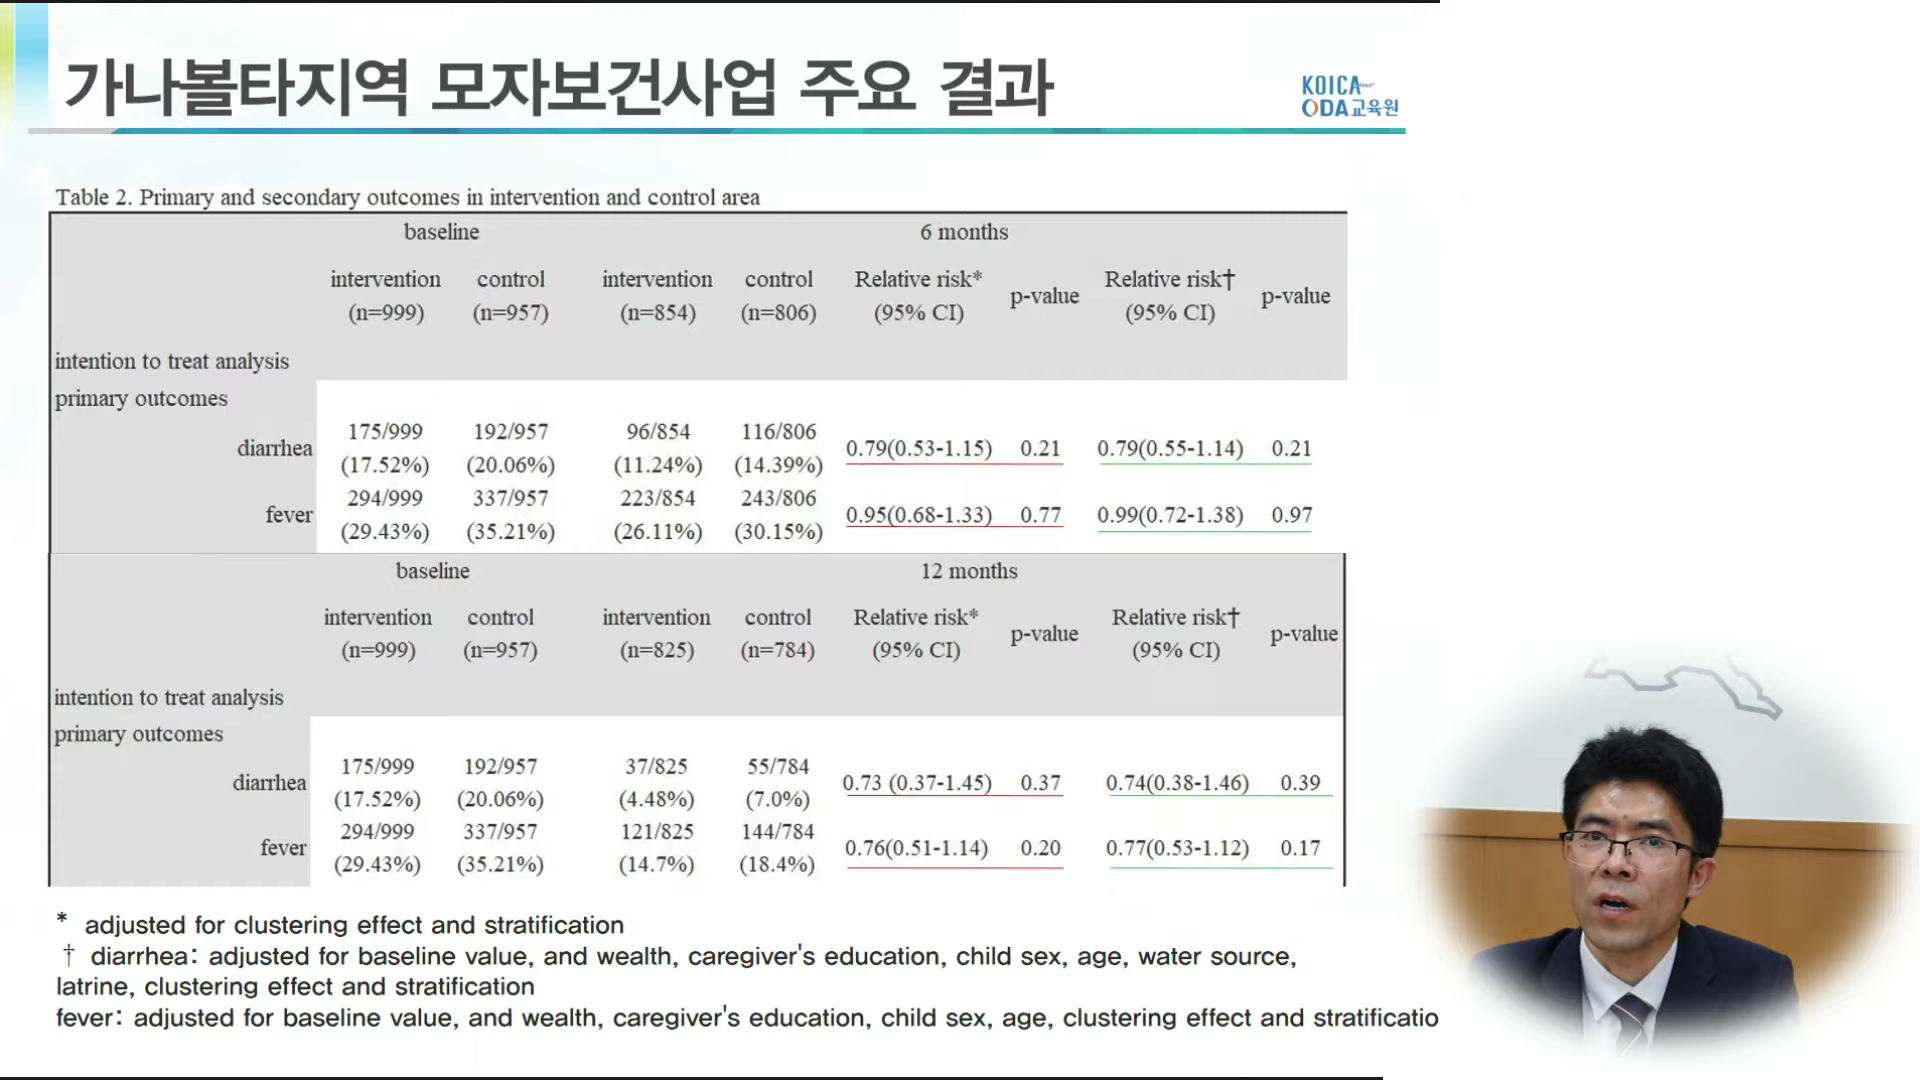 가나볼타지역 모자보건사업 주요 결과
KOICA
ODA교육원
Table 2. Primary and secondary outcomes in intervention and control area
baseline 6 months
intervention control intervention control Relative risk* p-value Relative risk† p-value
(n=999) (n=957) (n=854) (n=806) (95% CI) (95% CI)
intention to treat analysis
primary outcomes
diarrhea 175/999 192/957 96/854 116/806 0.79(0.53-1.15) 0.21 0.79(0.55-1.14) 0.21
(17.52%) (20.06%) (11.24%) (14.39%)
fever 294/999 337/957 223/854 243/806 0.95(0.68-1.33) 0.77 0.99(0.72-1.38) 0.97
(29.43%) (35.21%) (26.11%) (30.15%)
baseline 12 months
intervention control intervention control Relative risk* p-value Relative risk† p-value
(n=999) (n=957) (n=825) (n=784) (95% CI) (95% CI)
intention to treat analysis
primary outcomes
diarrhea 175/999 192/957 37/825 55/784 0.73 (0.37-1.45) 0.37 0.74(0.38-1.46) 0.39
(17.52%) (20.06%) (4.48%) (7.0%)
fever 294/999 337/957 121/825 144/784 0.76(0.51-1.14) 0.20 0.77(0.53-1.12) 0.17
(29.43%) (35.21%) (14.7%) (18.4%)
* adjusted for clustering effect and stratification
† diarrhea: adjusted for baseline value, and wealth, caregiver's education, child sex, age, water source,
latrine, clustering effect and stratification
fever: adjusted for baseline value, and wealth, caregiver's education, child sex, age, clustering effect and stratificatio